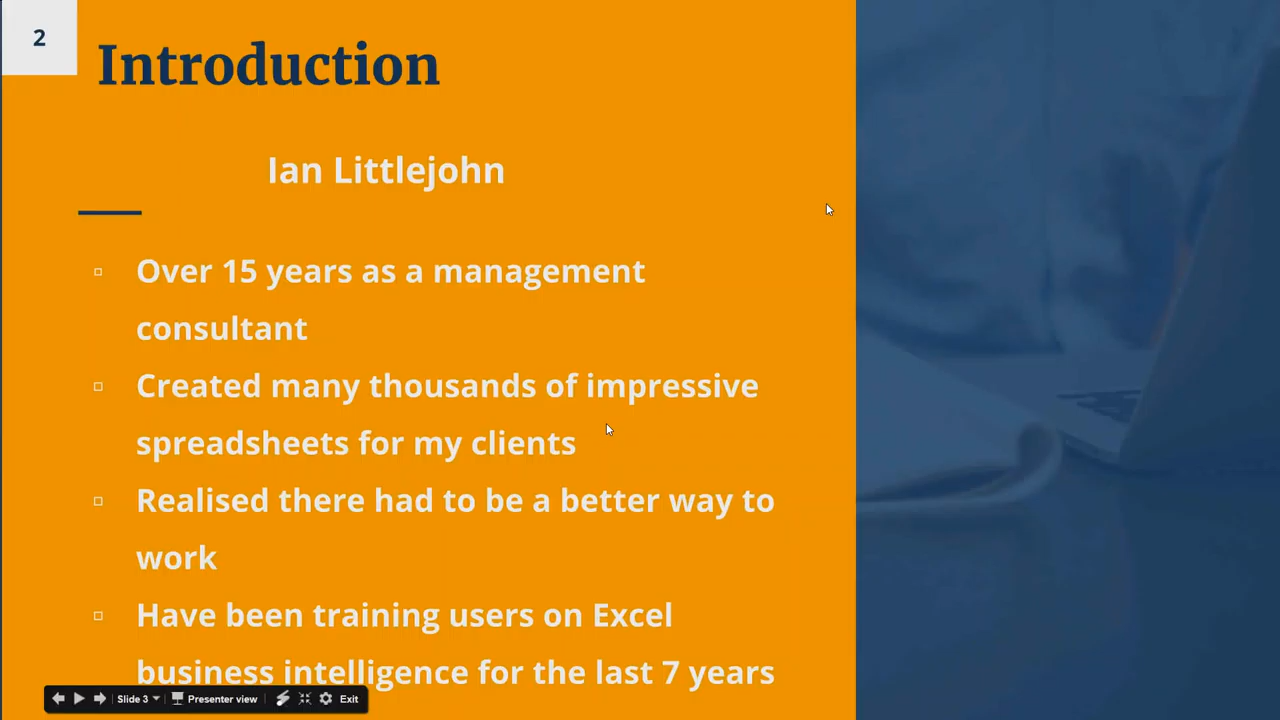 2
Introduction
Ian Littlejohn
Over 15 years as a management
consultant
Created many thousands of impressive
spreadsheets for my clients
Realised there had to be a better way to
work
Have been training users on Excel
business intelligence for the last 7 years
Slide 3 Presenter view Exit